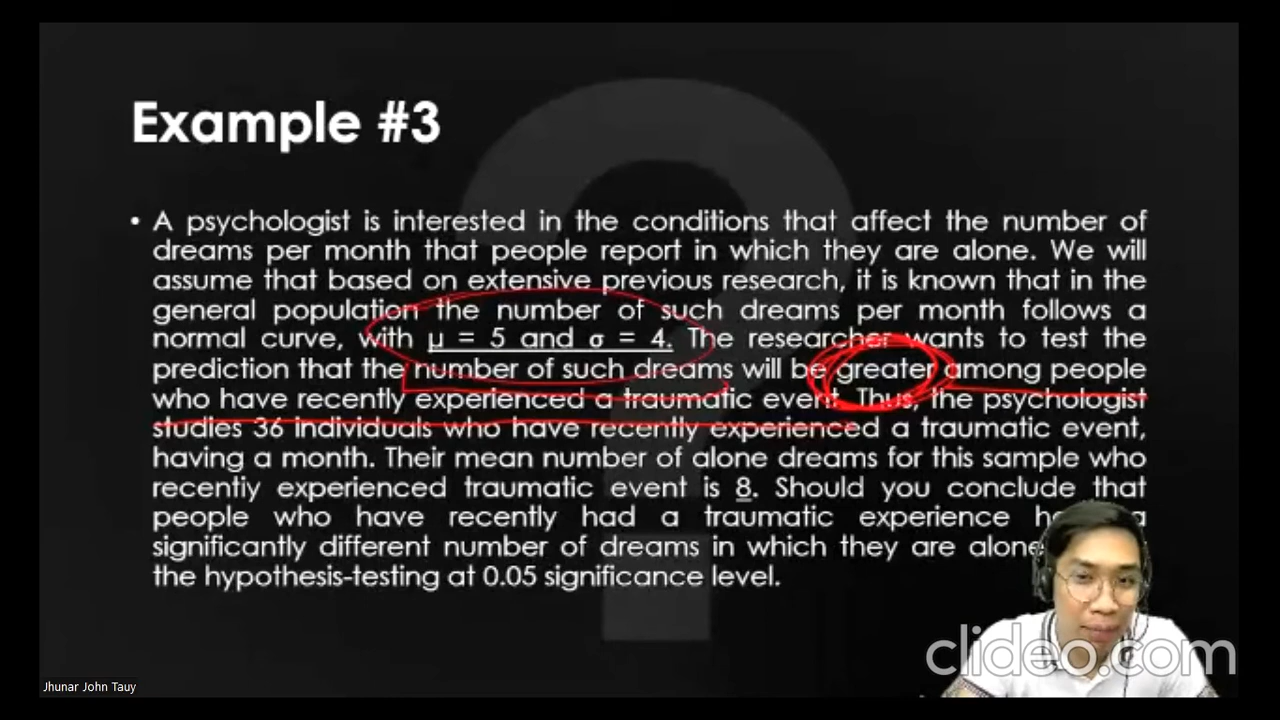 Example #3
• A psychologist is interested in the conditions that affect the number of
dreams per month that people report in which they are alone. We will
assume that based on extensive previous research, it is known that in the
general population the number of such dreams per month follows a
normal curve, with μ = 5 and σ = 4. The researcher wants to test the
prediction that the number of such dreams will be greater among people
who have recently experienced a traumatic event. Thus, the psychologist
studies 36 individuals who have recently experienced a traumatic event,
having a month. Their mean number of alone dreams for this sample who
recently experienced traumatic event is 8. Should you conclude that
people who have recently had a traumatic experience a
significantly different number of dreams in which they are alone
the hypothesis-testing at 0.05 significance level.
clideo.com
Jhunar John Tauy